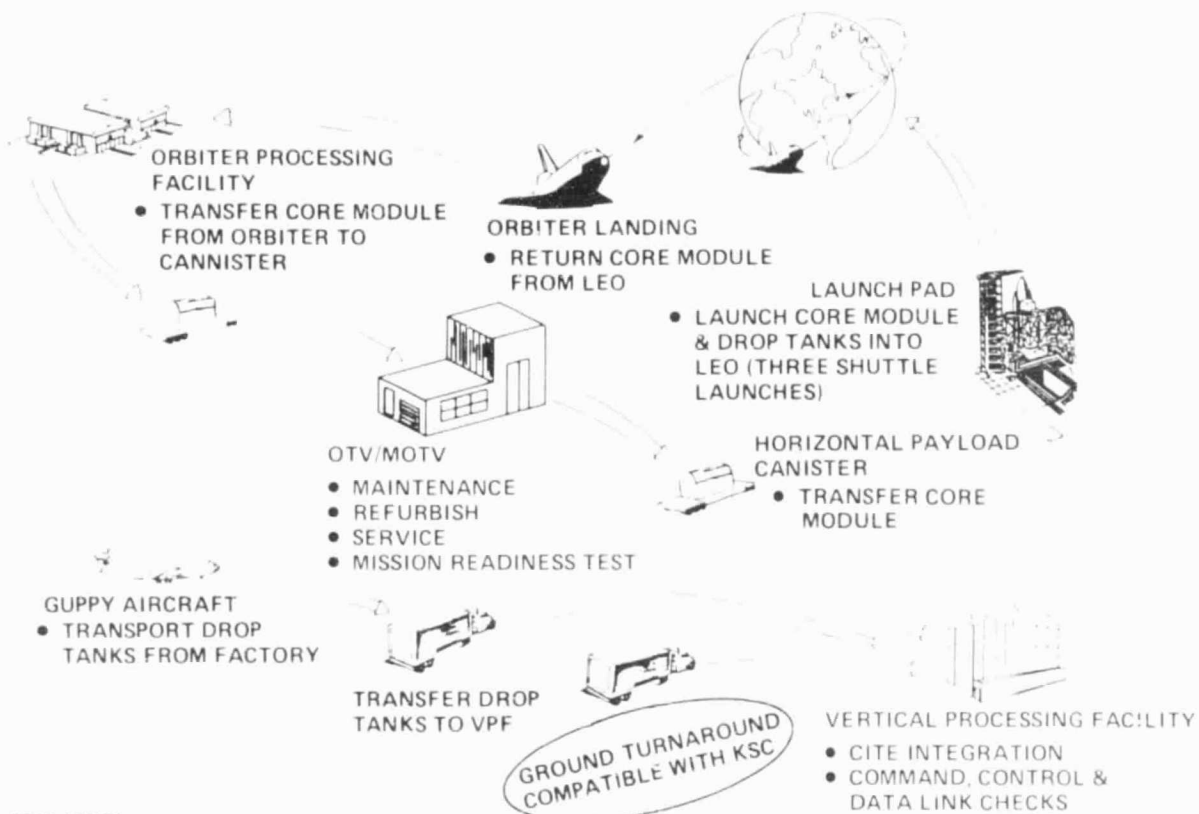 ORBITER PROCESSING
FACILITY
• TRANSFER CORE MODULE
FROM ORBITER TO
CANNISTER
ORBITER LANDING
• RETURN CORE MODULE
FROM LEO
LAUNCH PAD
• LAUNCH CORE MODULE
& DROP TANKS INTO
LEO (THREE SHUTTLE
LAUNCHES)
OTV/MOTV
• MAINTENANCE
• REFURBISH
• SERVICE
• MISSION READINESS TEST
HORIZONTAL PAYLOAD
CANISTER
• TRANSFER CORE
MODULE
GUPPY AIRCRAFT
• TRANSPORT DROP
TANKS FROM FACTORY
TRANSFER DROP
TANKS TO VPF
GROUND TURNAROUND
COMPATIBLE WITH KSC
VERTICAL PROCESSING FACILITY
• CITE INTEGRATION
• COMMAND, CONTROL &
DATA LINK CHECKS